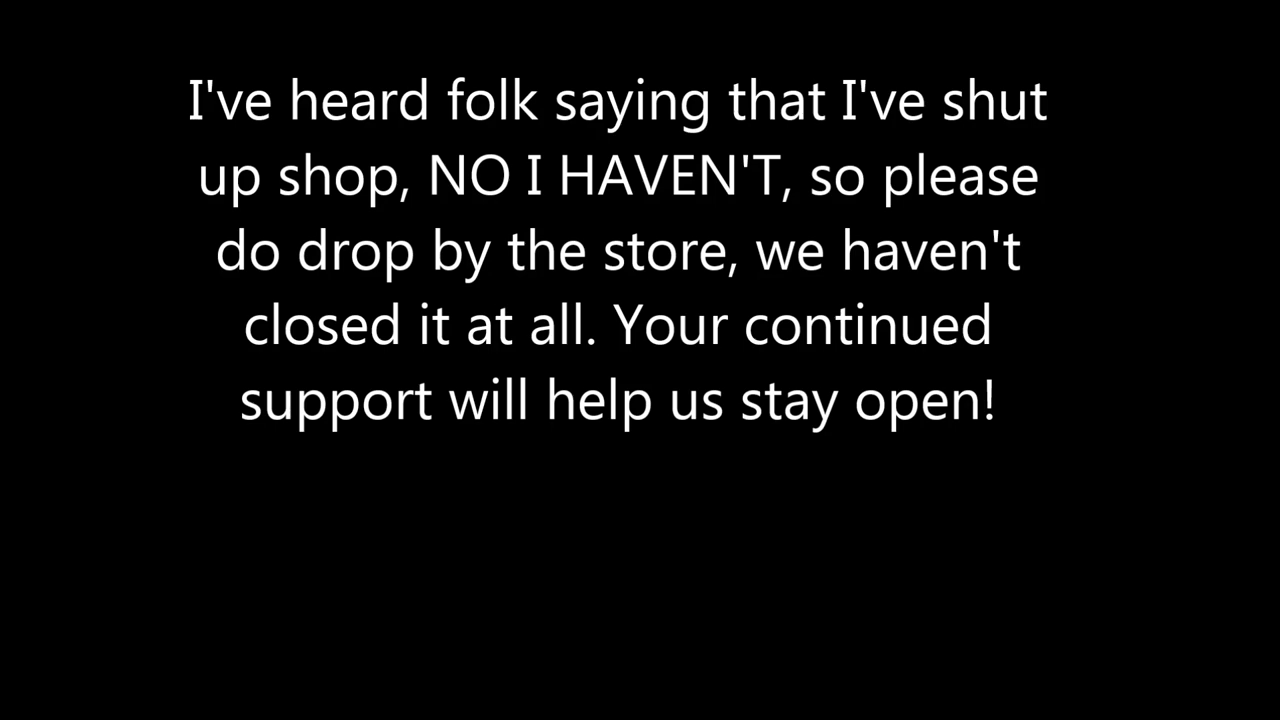 I've heard folk saying that I've shut
up shop, NO I HAVEN'T, so please
do drop by the store, we haven't
closed it at all. Your continued
support will help us stay open!